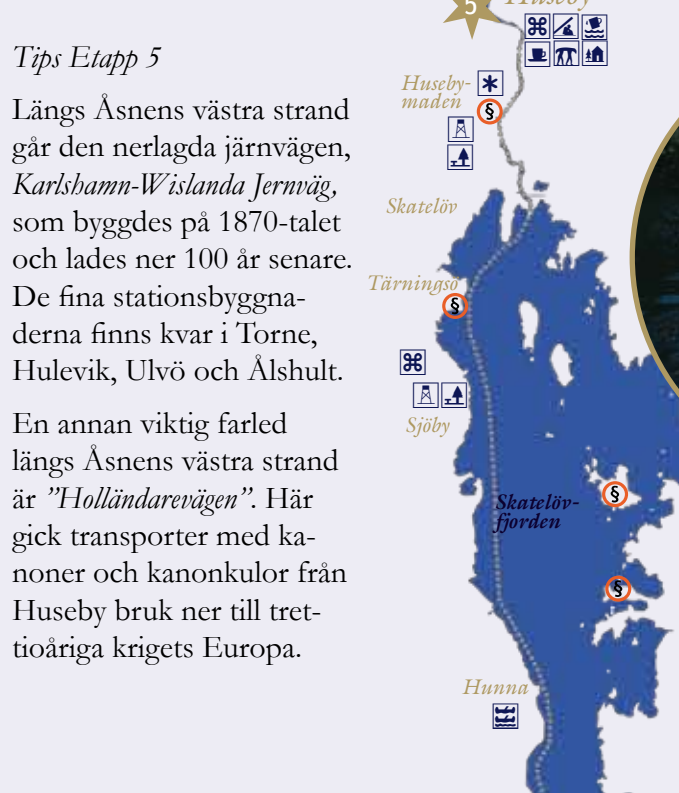 Tips Etapp 5
Längs Åsnens västra strand
går den nerlagda järnvägen,
Karlshamn-Wislanda Jernväg,
som byggdes på 1870-talet
och lades ner 100 år senare.
De fina stationsbyggna-
derna finns kvar i Torne,
Hulevik, Ulvö och Ålshult.
En annan viktig farled
längs Åsnens västra strand
är ”Holländarevägen”. Här
gick transporter med ka-
noner och kanonkulor från
Huseby bruk ner till tret-
tioåriga krigets Europa.
5
Huseby
Huseby-
maden
§
Skatelöv
Tärningsö
§
Sjöby
Skatelöv-
fjorden
§
§
Hunna